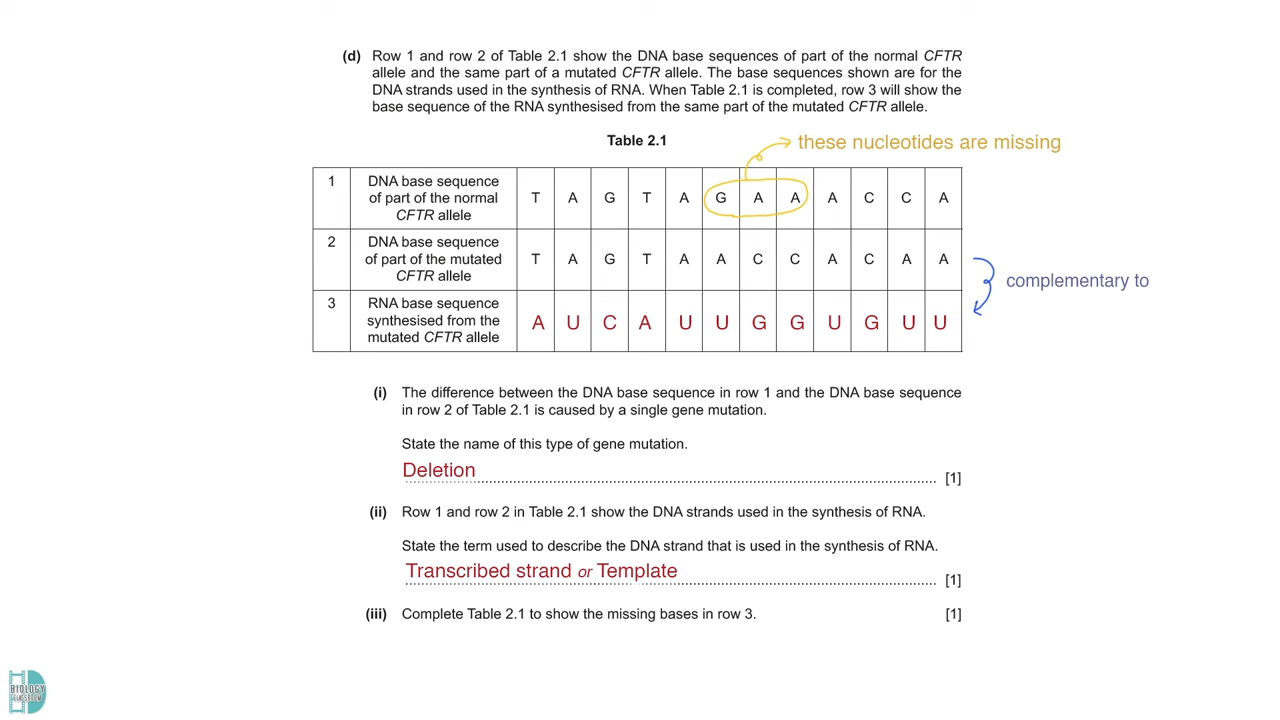 (d) Row 1 and row 2 of Table 2.1 show the DNA base sequences of part of the normal CFTR
allele and the same part of a mutated CFTR allele. The base sequences shown are for the
DNA strands used in the synthesis of RNA. When Table 2.1 is completed, row 3 will show the
base sequence of the RNA synthesised from the same part of the mutated CFTR allele.
Table 2.1
these nucleotides are missing
1 DNA base sequence of part of the normal CFTR allele T A G T A G A A A C C A
2 DNA base sequence of part of the mutated CFTR allele T A G T A A C C A C A A
complementary to
3 RNA base sequence synthesised from the mutated CFTR allele A U C A U U G G U G U U
(i) The difference between the DNA base sequence in row 1 and the DNA base sequence
in row 2 of Table 2.1 is caused by a single gene mutation.
State the name of this type of gene mutation.
Deletion [1]
(ii) Row 1 and row 2 in Table 2.1 show the DNA strands used in the synthesis of RNA.
State the term used to describe the DNA strand that is used in the synthesis of RNA.
Transcribed strand or Template [1]
(iii) Complete Table 2.1 to show the missing bases in row 3. [1]
BIOLOGY
CLASSROOM